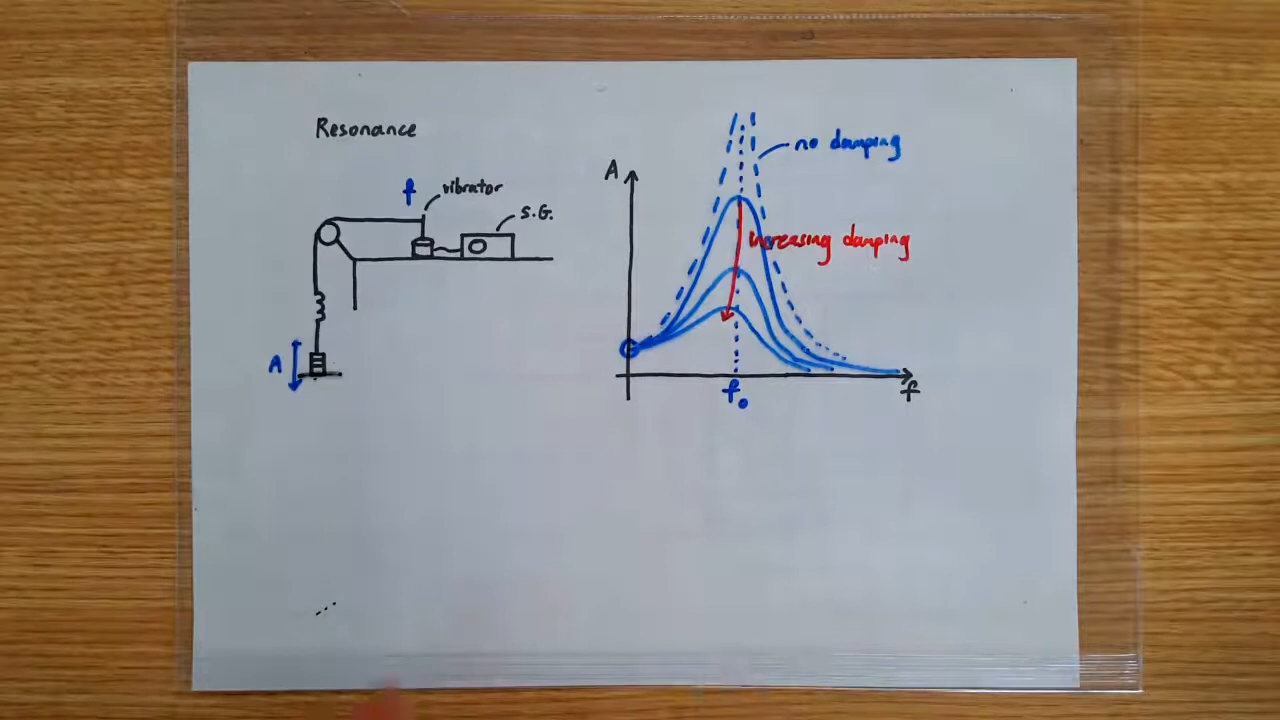 Resonance
f
vibrator
S.G.
A
A
no damping
increasing damping
f₀
f